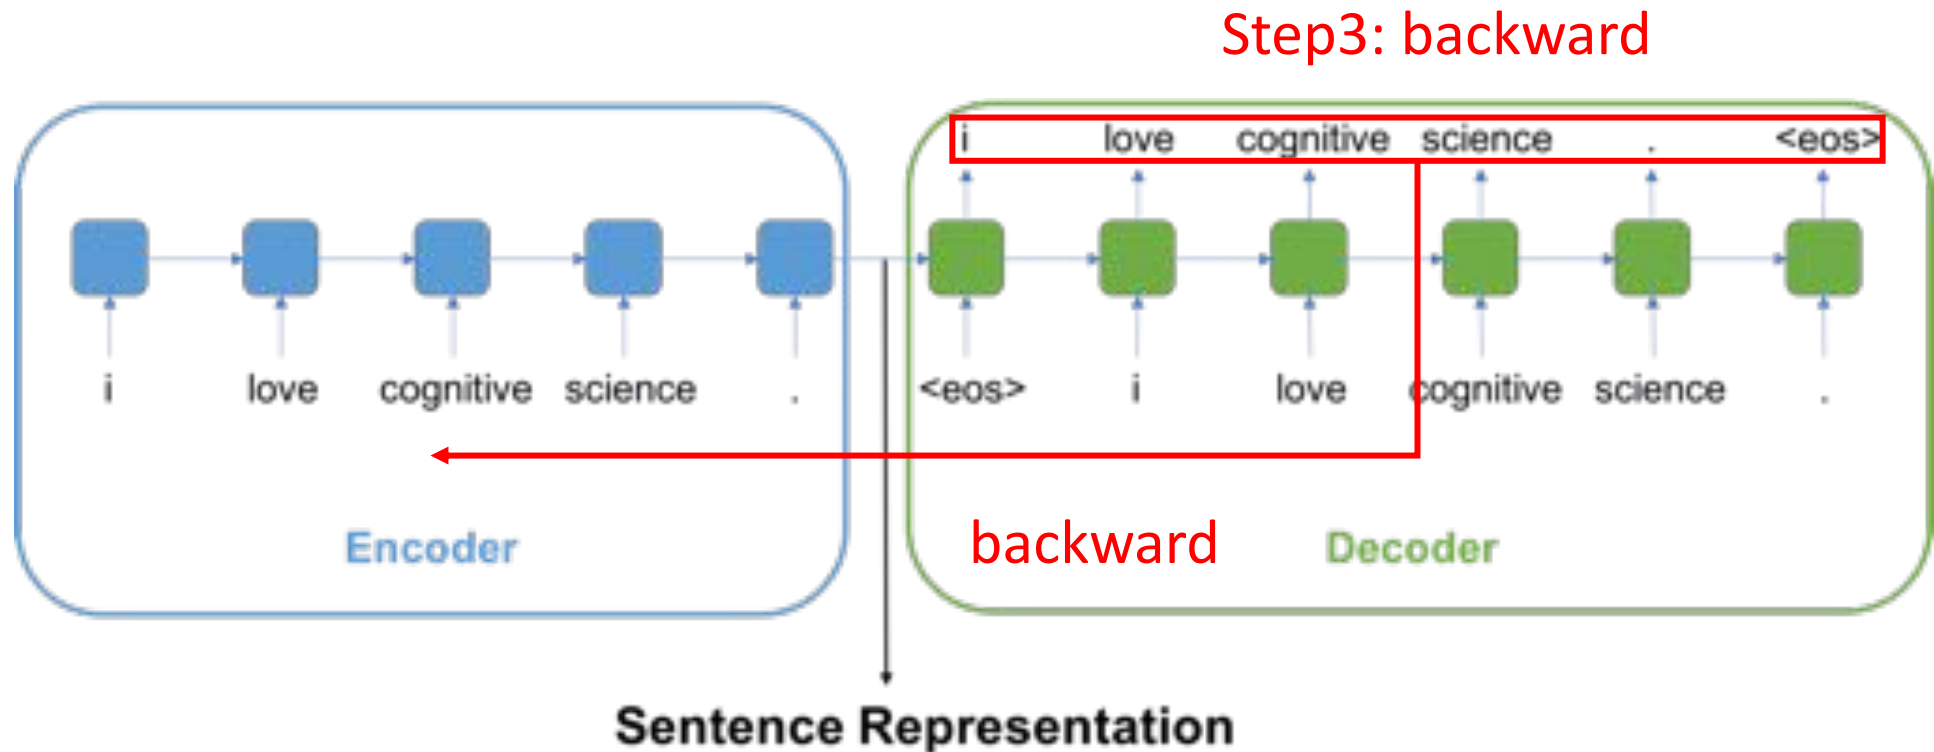 Step3: backward
i love cognitive science . <eos>
i love cognitive science . <eos> i love cognitive science .
backward
Encoder
Decoder
Sentence Representation